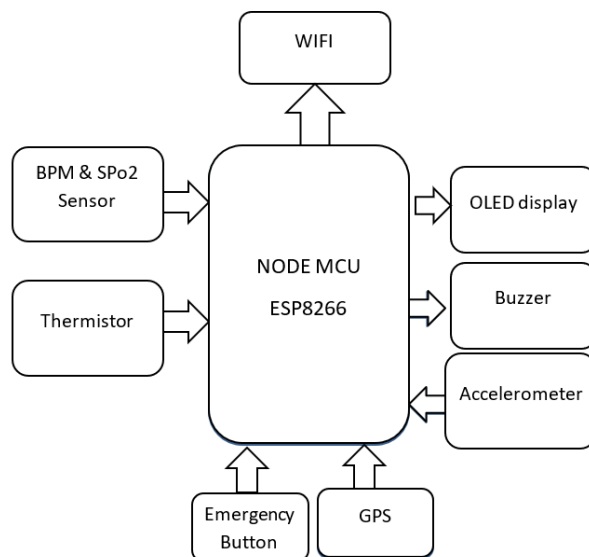 WIFI
BPM & SPo2
Sensor
OLED display
NODE MCU
ESP8266
Thermistor
Buzzer
Accelerometer
Emergency
Button
GPS